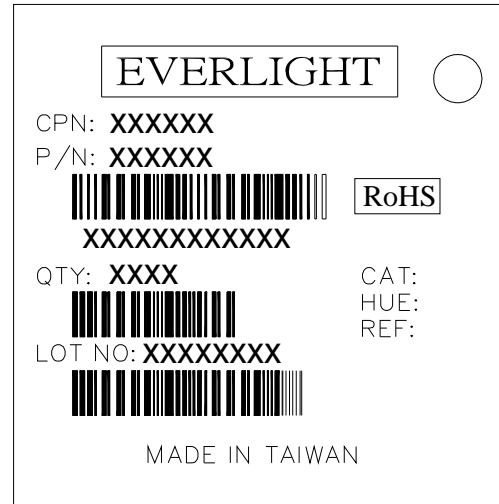 EVERLIGHT
CPN: XXXXXX
P/N: XXXXXX
RoHS
XXXXXXXXXXXX
QTY: XXXX
CAT:
HUE:
REF:
LOT NO: XXXXXXXX
MADE IN TAIWAN